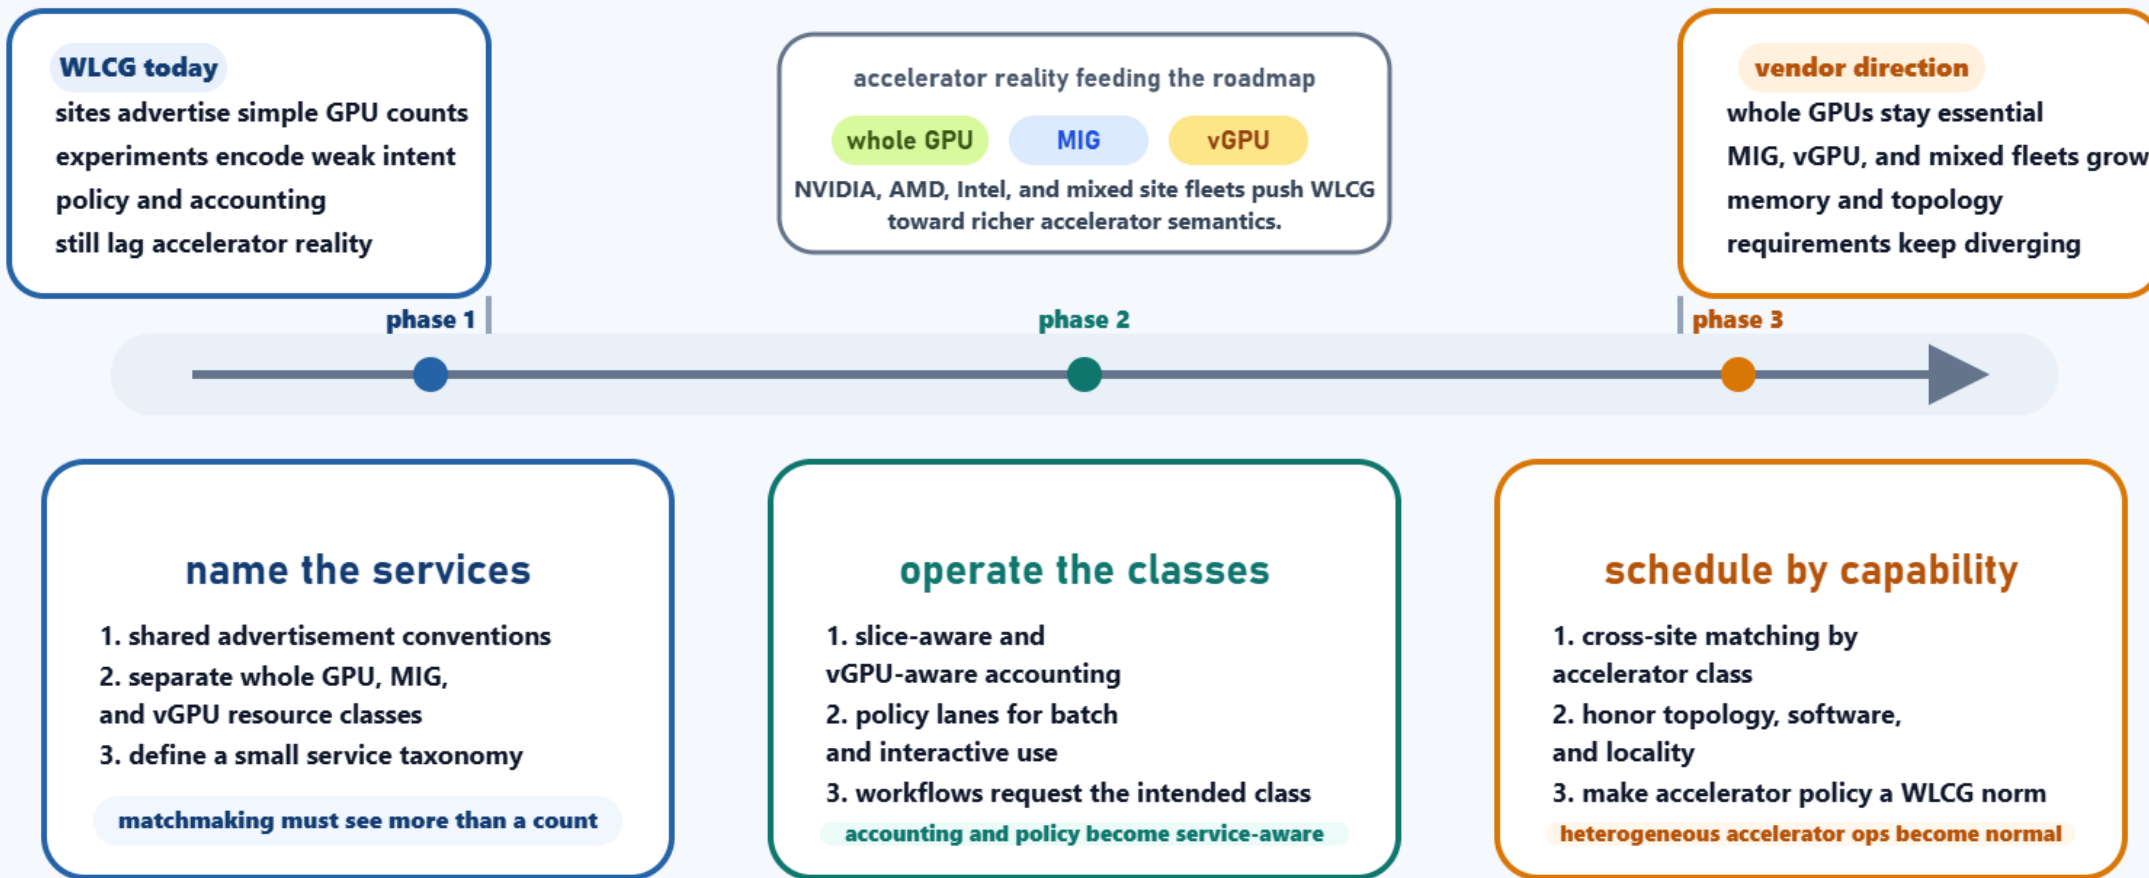 WLCG today
sites advertise simple GPU counts
experiments encode weak intent
policy and accounting
still lag accelerator reality
accelerator reality feeding the roadmap
whole GPU
MIG
vGPU
NVIDIA, AMD, Intel, and mixed site fleets push WLCG
toward richer accelerator semantics.
vendor direction
whole GPUs stay essential
MIG, vGPU, and mixed fleets grow
memory and topology
requirements keep diverging
phase 1
phase 2
phase 3
name the services
1. shared advertisement conventions
2. separate whole GPU, MIG,
and vGPU resource classes
3. define a small service taxonomy
matchmaking must see more than a count
operate the classes
1. slice-aware and
vGPU-aware accounting
2. policy lanes for batch
and interactive use
3. workflows request the intended class
accounting and policy become service-aware
schedule by capability
1. cross-site matching by
accelerator class
2. honor topology, software,
and locality
3. make accelerator policy a WLCG norm
heterogeneous accelerator ops become normal